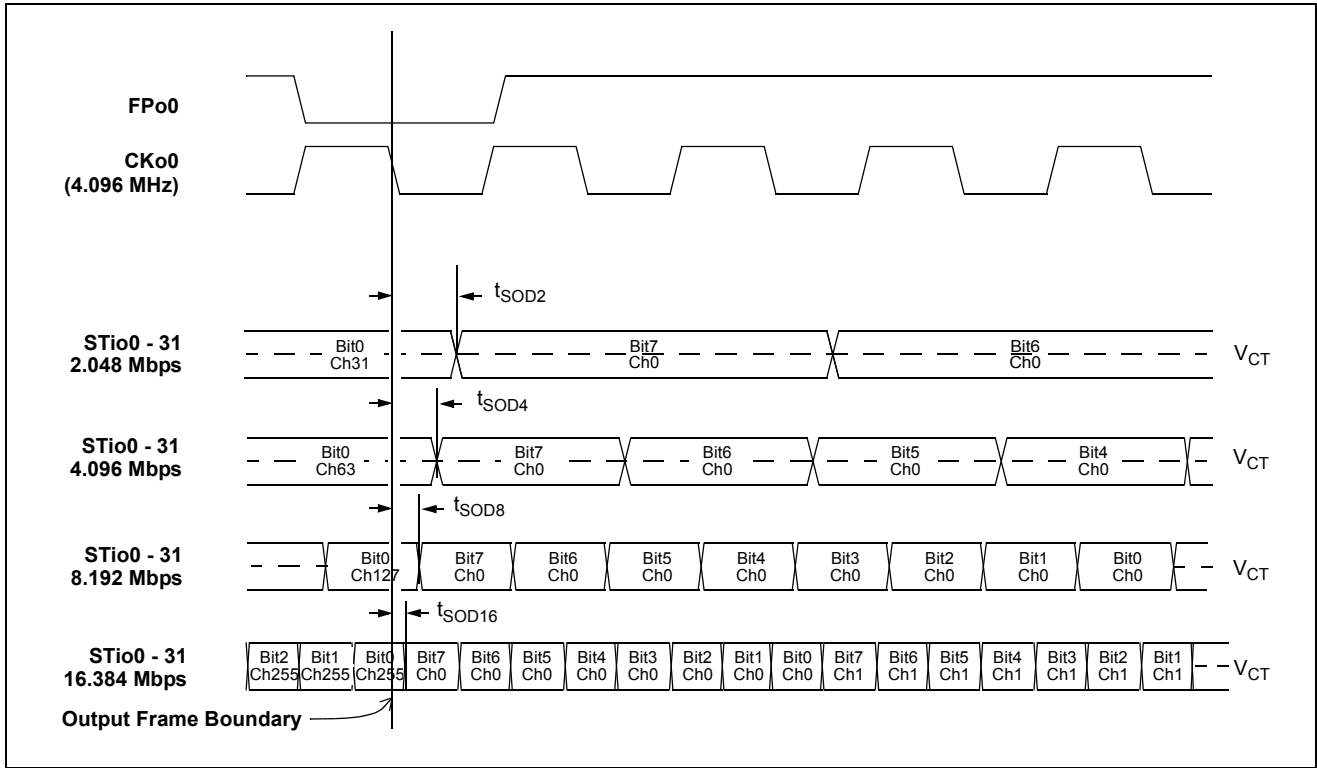 FPo0
CKo0
(4.096 MHz)
tSOD2
STio0 - 31
2.048 Mbps
Bit0
Ch31
Bit7
Ch0
Bit6
Ch0
VCT
tSOD4
STio0 - 31
4.096 Mbps
Bit0
Ch63
Bit7
Ch0
Bit6
Ch0
Bit5
Ch0
Bit4
Ch0
VCT
tSOD8
STio0 - 31
8.192 Mbps
Bit0
Ch127
Bit7
Ch0
Bit6
Ch0
Bit5
Ch0
Bit4
Ch0
Bit3
Ch0
Bit2
Ch0
Bit1
Ch0
Bit0
Ch0
VCT
tSOD16
STio0 - 31
16.384 Mbps
Bit2
Ch255
Bit1
Ch255
Bit0
Ch255
Bit7
Ch0
Bit6
Ch0
Bit5
Ch0
Bit4
Ch0
Bit3
Ch0
Bit2
Ch0
Bit1
Ch0
Bit0
Ch0
Bit7
Ch1
Bit6
Ch1
Bit5
Ch1
Bit4
Ch1
Bit3
Ch1
Bit2
Ch1
Bit1
Ch1
VCT
Output Frame Boundary